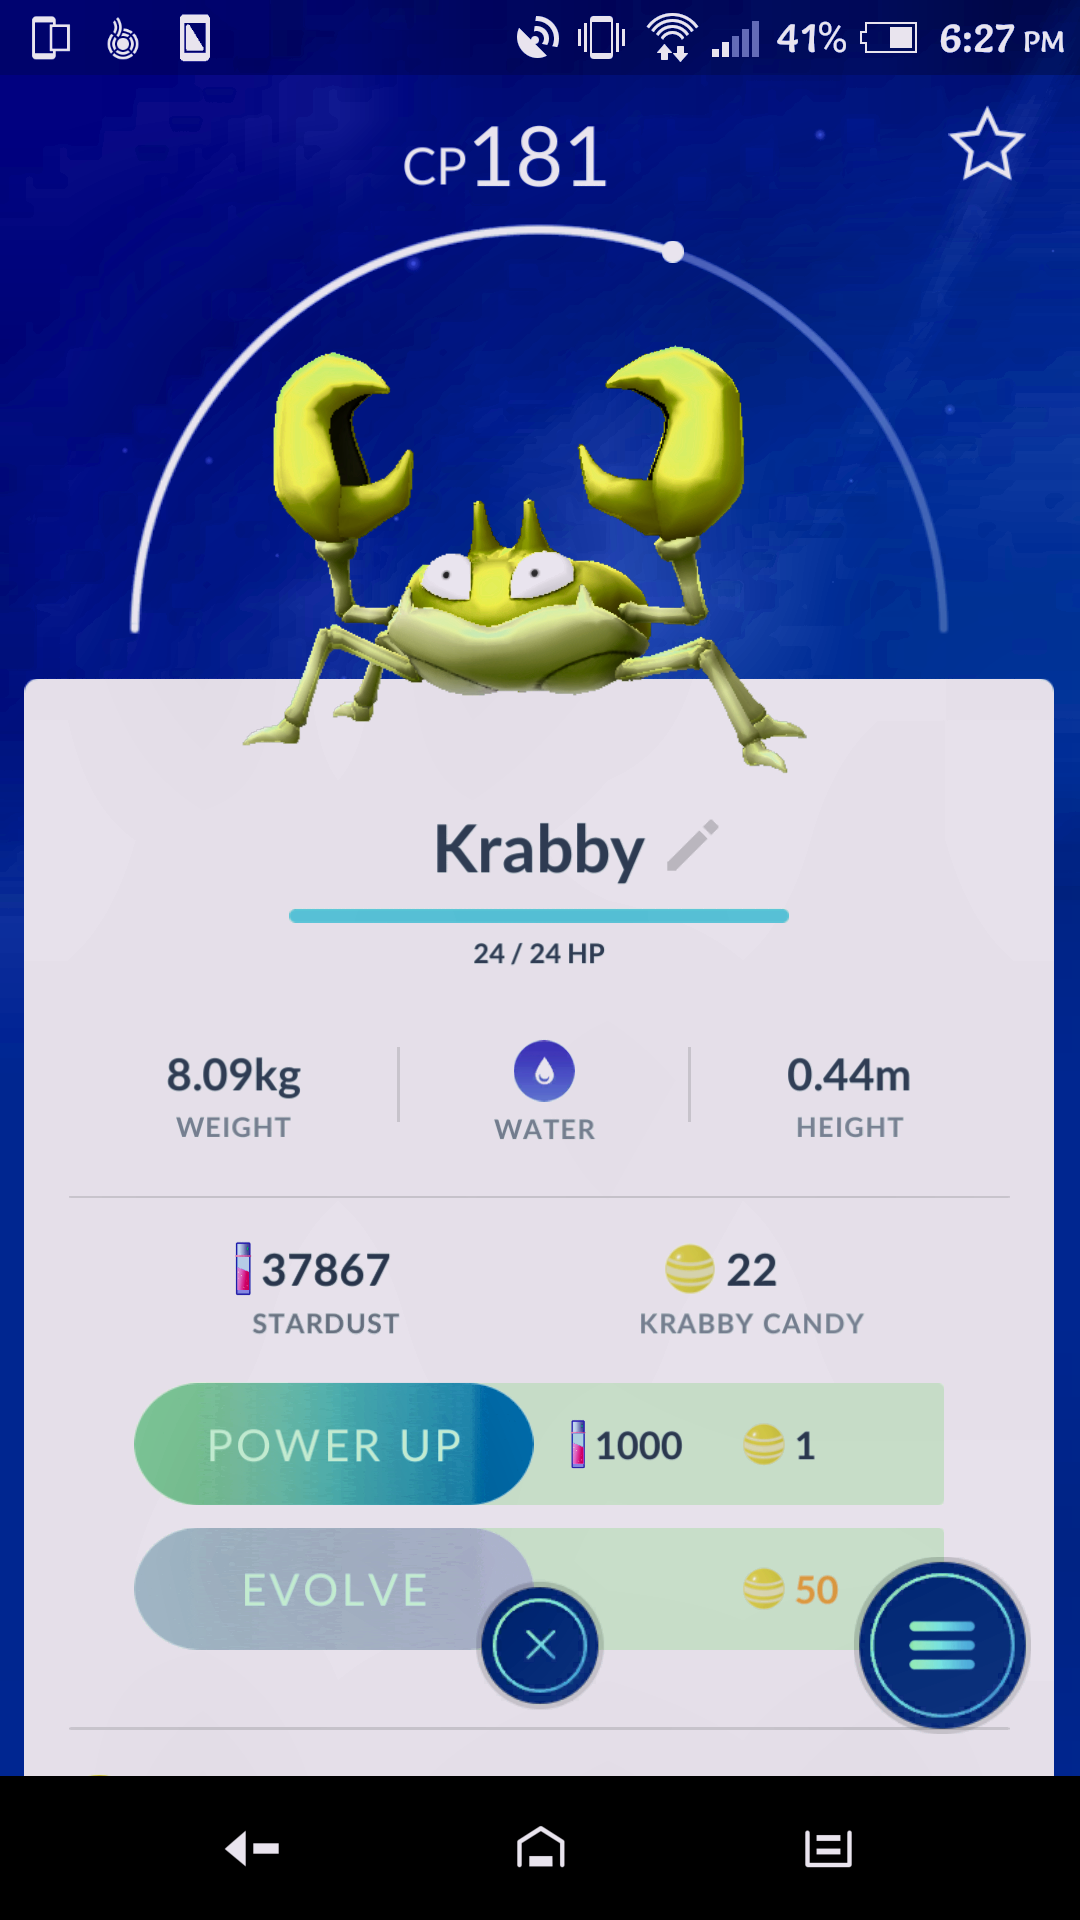 41% 6:27 PM
CP181
Krabby
24 / 24 HP
8.09kg
WEIGHT
WATER
0.44m
HEIGHT
37867
STARDUST
22
KRABBY CANDY
POWER UP 1000 1
EVOLVE 50